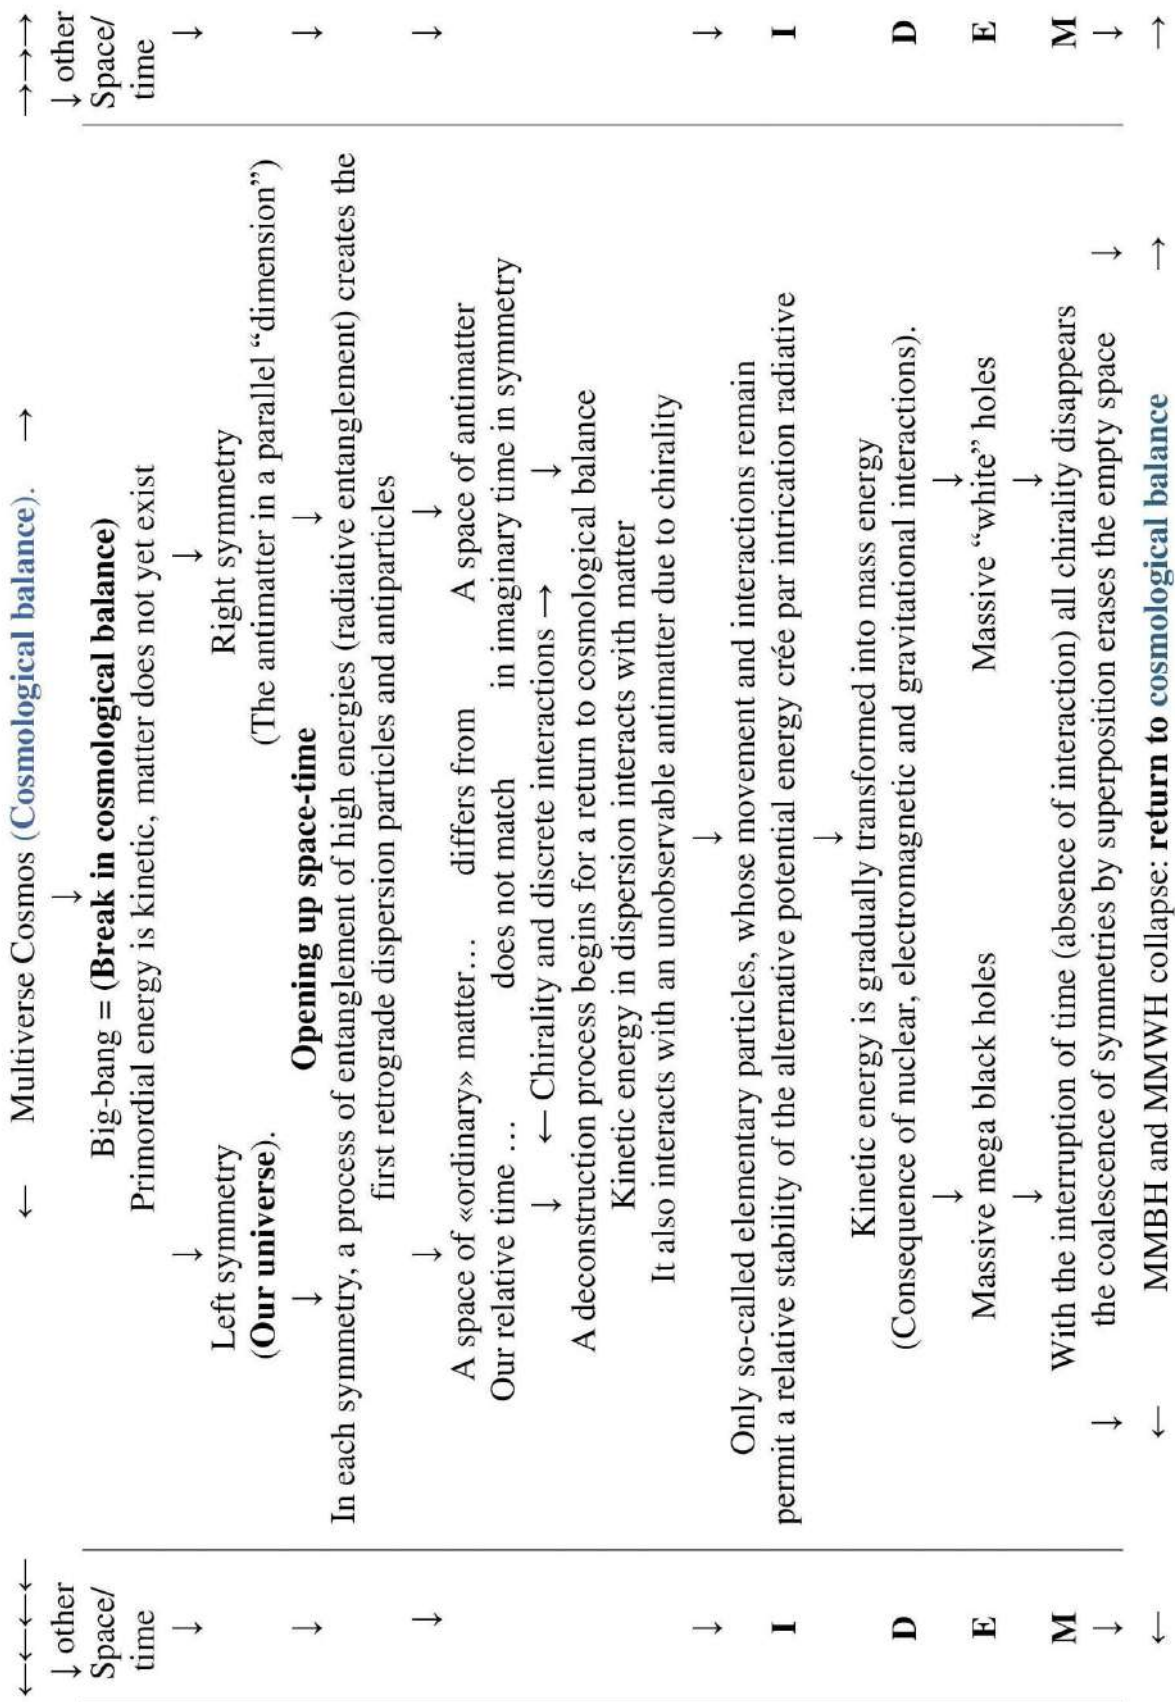 ←←←←
↓ other
Space/
time
↓
↓
↓
↓
I
D
E
M
↓
←
← Multiverse Cosmos (Cosmological balance). →
↓
Big-bang = (Break in cosmological balance)
Primordial energy is kinetic, matter does not yet exist
↓ ↓
Left symmetry Right symmetry
(Our universe). (The antimatter in a parallel “dimension”)
↓ Opening up space-time ↓
In each symmetry, a process of entanglement of high energies (radiative entanglement) creates the
first retrograde dispersion particles and antiparticles
↓ ↓
A space of «ordinary» matter… differs from A space of antimatter
Our relative time … does not match in imaginary time in symmetry
↓ ← Chirality and discrete interactions → ↓
A deconstruction process begins for a return to cosmological balance
Kinetic energy in dispersion interacts with matter
It also interacts with an unobservable antimatter due to chirality
↓
Only so-called elementary particles, whose movement and interactions remain
permit a relative stability of the alternative potential energy crée par intrication radiative
↓
Kinetic energy is gradually transformed into mass energy
(Consequence of nuclear, electromagnetic and gravitational interactions).
↓ ↓
Massive mega black holes Massive “white” holes
↓ ↓
With the interruption of time (absence of interaction) all chirality disappears
↓ the coalescence of symmetries by superposition erases the empty space ↓
← MMBH and MMWH collapse: return to cosmological balance →
→→→
↓ other
Space/
time
↓
↓
↓
↓
I
D
E
M
↓
→